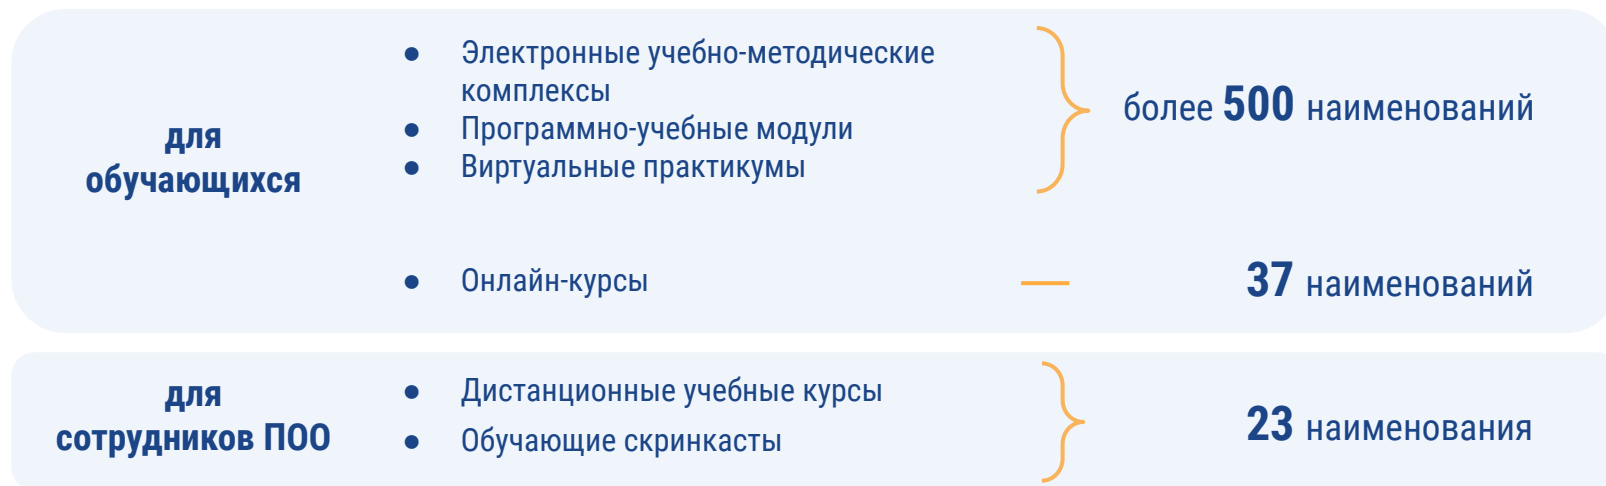 для
обучающихся
● Электронные учебно-методические
комплексы
● Программно-учебные модули
● Виртуальные практикумы
более 500 наименований
● Онлайн-курсы — 37 наименований
для
сотрудников ПОО
● Дистанционные учебные курсы
● Обучающие скринкасты
23 наименования